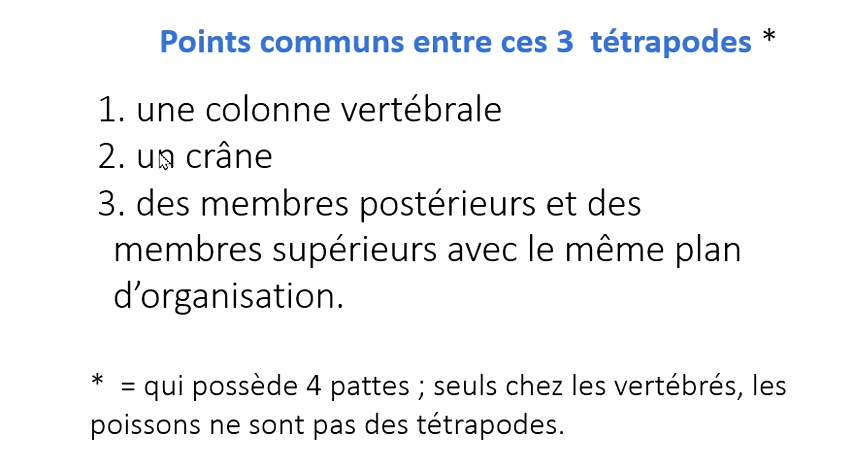 Points communs entre ces 3 tétrapodes *
1. une colonne vertébrale
2. un crâne
3. des membres postérieurs et des
membres supérieurs avec le même plan
d’organisation.
* = qui possède 4 pattes ; seuls chez les vertébrés, les
poissons ne sont pas des tétrapodes.